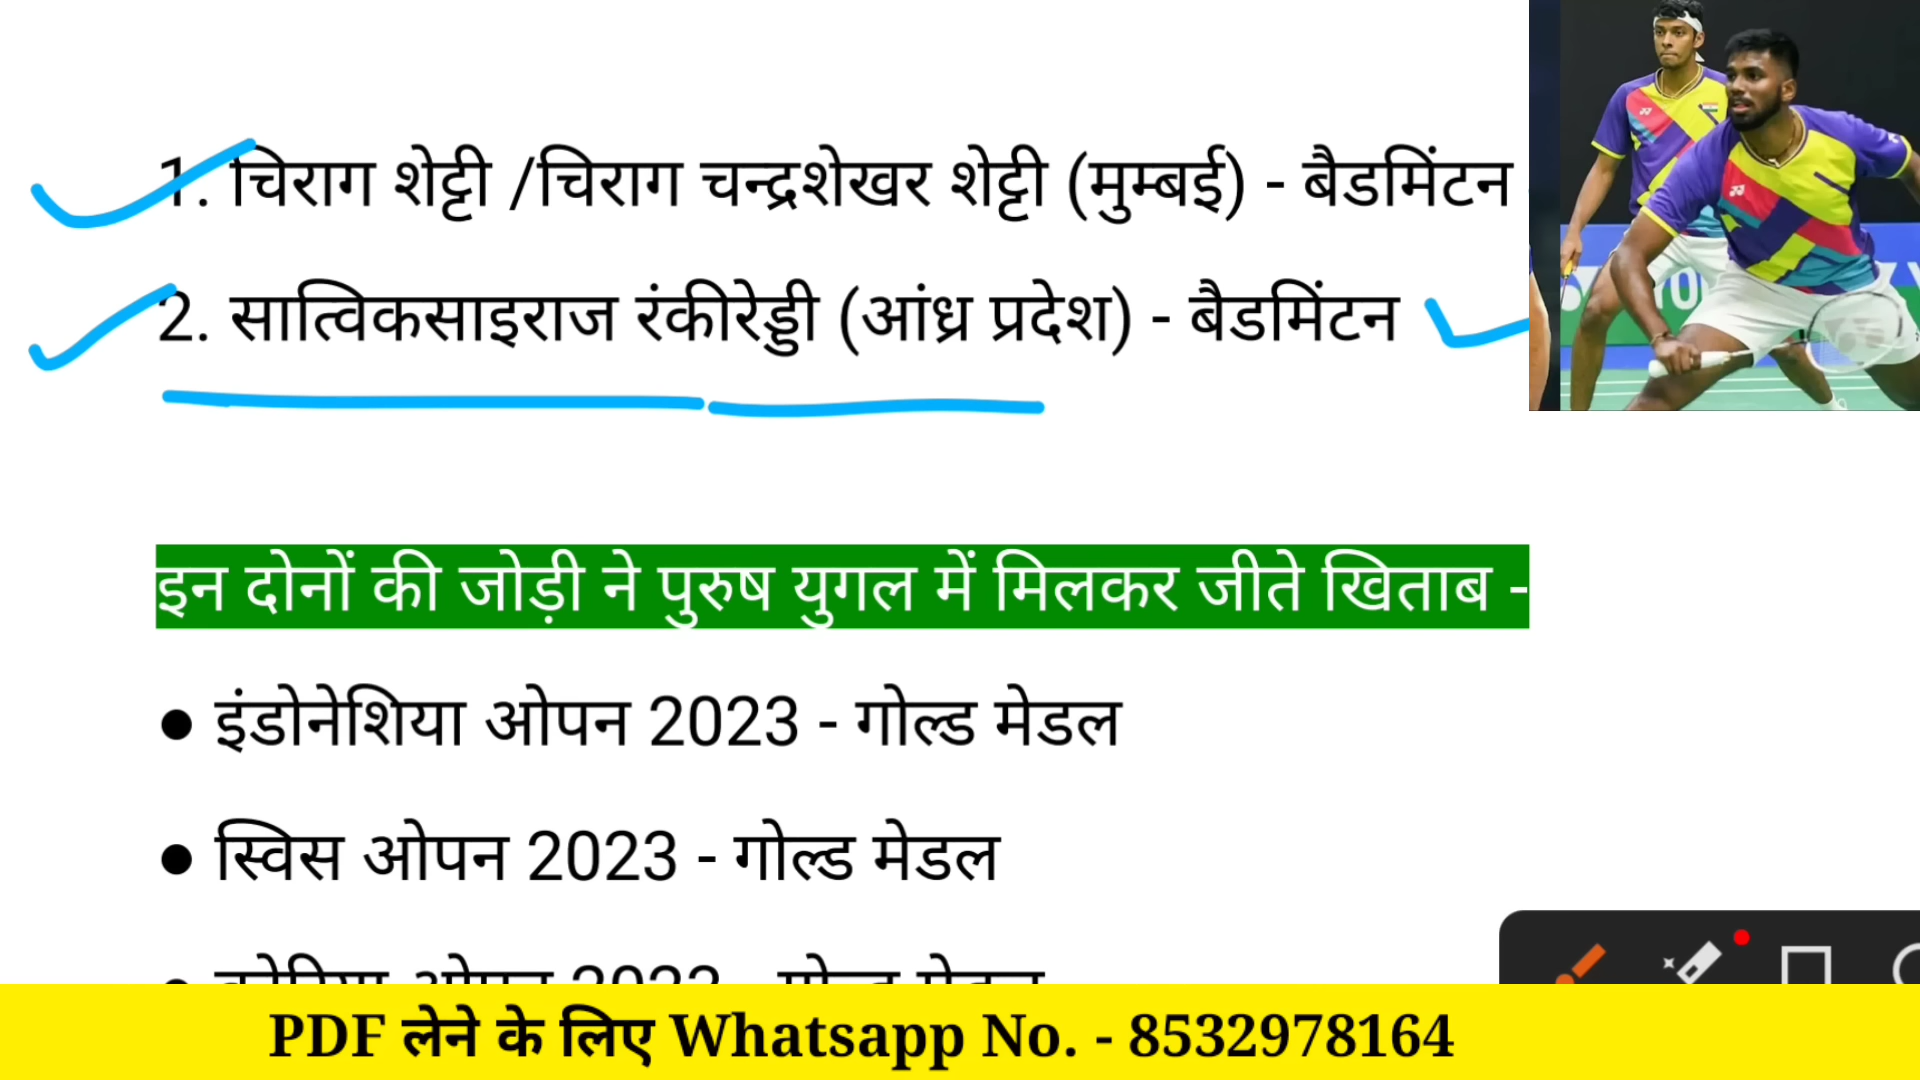 1. चिराग शेट्टी /चिराग चन्द्रशेखर शेट्टी (मुम्बई) - बैडमिंटन
2. सात्विकसाइराज रंकीरेड्डी (आंध्र प्रदेश) - बैडमिंटन
इन दोनों की जोड़ी ने पुरुष युगल में मिलकर जीते खिताब -
● इंडोनेशिया ओपन 2023 - गोल्ड मेडल
● स्विस ओपन 2023 - गोल्ड मेडल
PDF लेने के लिए Whatsapp No. - 8532978164